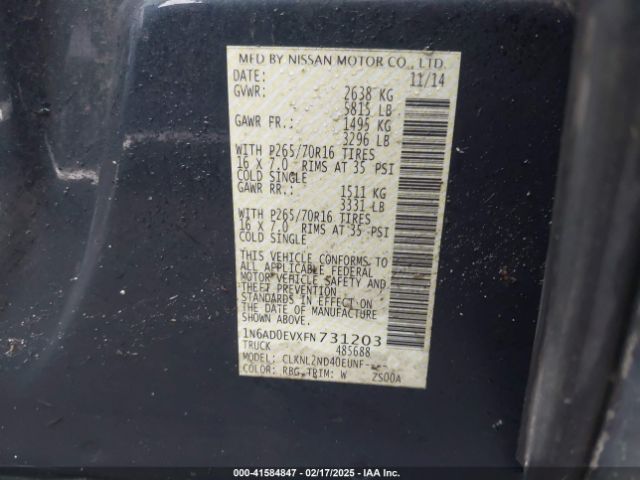 MFD BY NISSAN MOTOR CO., LTD.
DATE: 11/14
GVWR: 2638 KG
5815 LB
GAWR FR.: 1495 KG
3296 LB
WITH P265/70R16 TIRES
16 X 7.0 RIMS AT 35 PSI
COLD SINGLE
GAWR RR.: 1511 KG
3331 LB
WITH P265/70R16 TIRES
16 X 7.0 RIMS AT 35 PSI
COLD SINGLE
THIS VEHICLE CONFORMS TO
ALL APPLICABLE FEDERAL
MOTOR VEHICLE SAFETY AND
THEFT PREVENTION
STANDARDS IN EFFECT ON
THE DATE OF MANUFACTURE
SHOWN ABOVE.
1N6AD0EVXFN731203
TRUCK 485688
MODEL: CLKNL2ND40EUNF
COLOR: RBG TRIM: W ZS00A
000-41584847 - 02/17/2025 - IAA Inc.